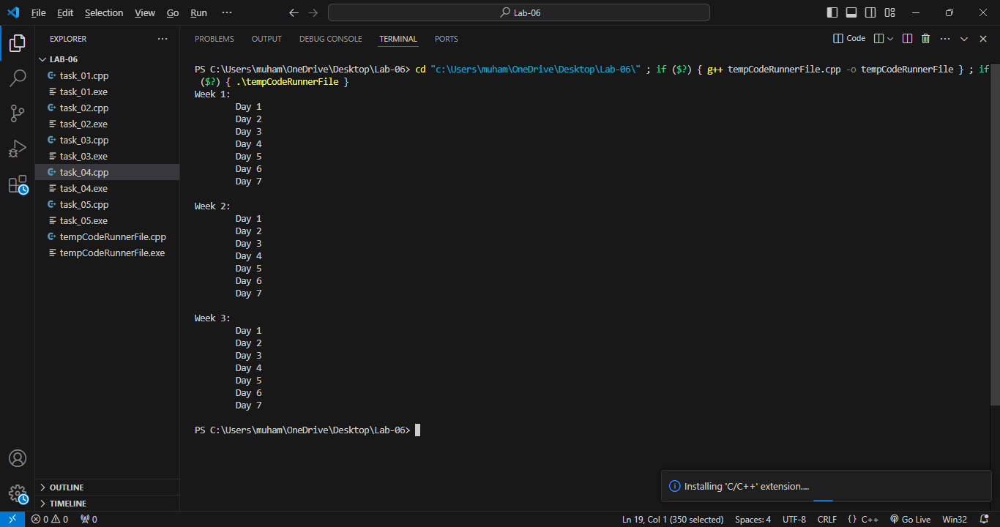 File Edit Selection View Go Run ··· Lab-06
EXPLORER ···
LAB-06
task_01.cpp
task_01.exe
task_02.cpp
task_02.exe
task_03.cpp
task_03.exe
task_04.cpp
task_04.exe
task_05.cpp
task_05.exe
tempCodeRunnerFile.cpp
tempCodeRunnerFile.exe
OUTLINE
TIMELINE
PROBLEMS OUTPUT DEBUG CONSOLE TERMINAL PORTS Code ···
PS C:\Users\muham\OneDrive\Desktop\Lab-06> cd "c:\Users\muham\OneDrive\Desktop\Lab-06\" ; if ($?) { g++ tempCodeRunnerFile.cpp -o tempCodeRunnerFile } ; if
($?) { .\tempCodeRunnerFile }
Week 1:
Day 1
Day 2
Day 3
Day 4
Day 5
Day 6
Day 7
Week 2:
Day 1
Day 2
Day 3
Day 4
Day 5
Day 6
Day 7
Week 3:
Day 1
Day 2
Day 3
Day 4
Day 5
Day 6
Day 7
PS C:\Users\muham\OneDrive\Desktop\Lab-06>
Installing 'C/C++' extension....
0 0 0 Ln 19, Col 1 (350 selected) Spaces: 4 UTF-8 CRLF {} C++ Go Live Win32